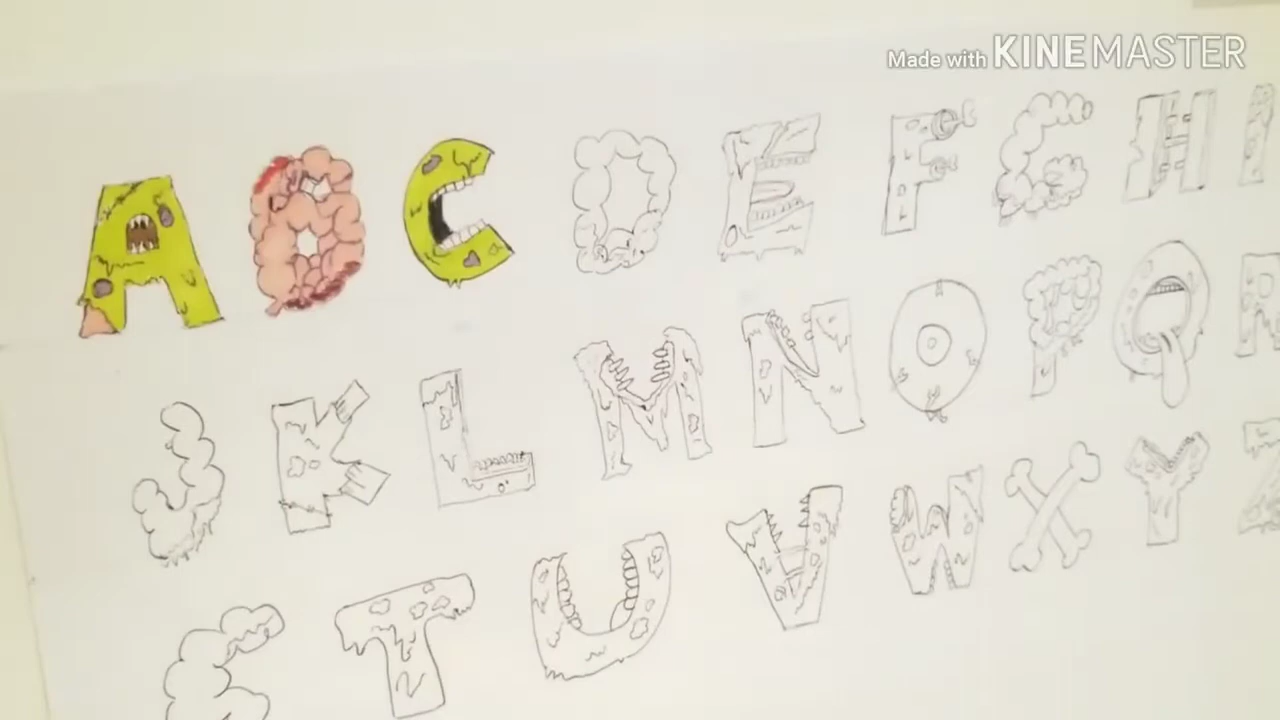 Made with KINEMASTER
A B C D E F G H I
J K L M N O P Q R
S T U V W X Y Z